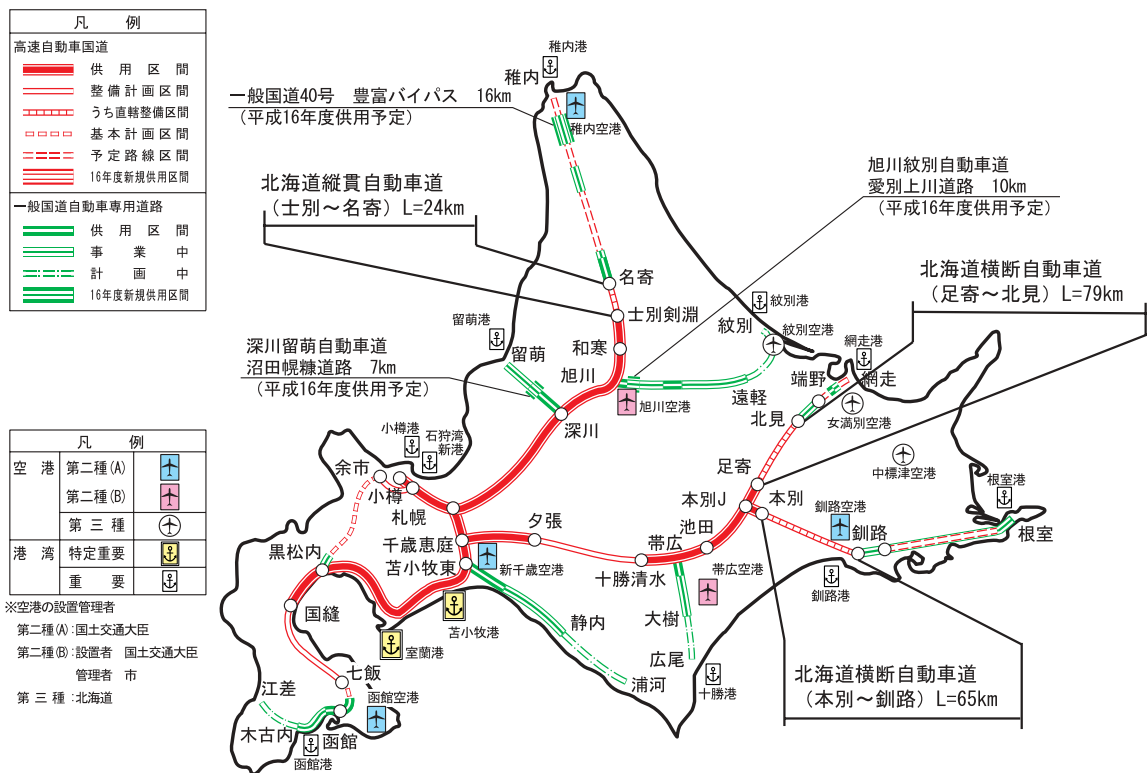 凡 例
高速自動車国道
供用区間
整備計画区間
うち直轄整備区間
基本計画区間
予定路線区間
16年度新規供用区間
一般国道自動車専用道路
供用区間
事業中
計画中
16年度新規供用区間
稚内港
稚内
稚内空港
一般国道40号 豊富バイパス 16km
(平成16年度供用予定)
北海道縦貫自動車道
(士別～名寄) L=24km
旭川紋別自動車道
愛別上川道路 10km
(平成16年度供用予定)
北海道横断自動車道
(足寄～北見) L=79km
名寄
士別剣淵
和寒
旭川
旭川空港
紋別港
紋別
紋別空港
網走港
網走
端野
遠軽
北見
女満別空港
留萌港
留萌
深川留萌自動車道
沼田幌糠道路 7km
(平成16年度供用予定)
深川
中標津空港
凡 例
空港
第二種(A)
第二種(B)
第三種
港湾
特定重要
重要
※空港の設置管理者
第二種(A):国土交通大臣
第二種(B):設置者 国土交通大臣
管理者 市
第三種:北海道
小樽港
石狩湾
新港
余市
小樽
札幌
夕張
千歳恵庭
苫小牧東
新千歳空港
黒松内
国縫
足寄
本別J
本別
池田
帯広
十勝清水
帯広空港
釧路空港
釧路
釧路港
根室港
根室
大樹
広尾
十勝港
静内
浦河
苫小牧港
室蘭港
七飯
江差
函館空港
木古内
函館
函館港
北海道横断自動車道
(本別～釧路) L=65km